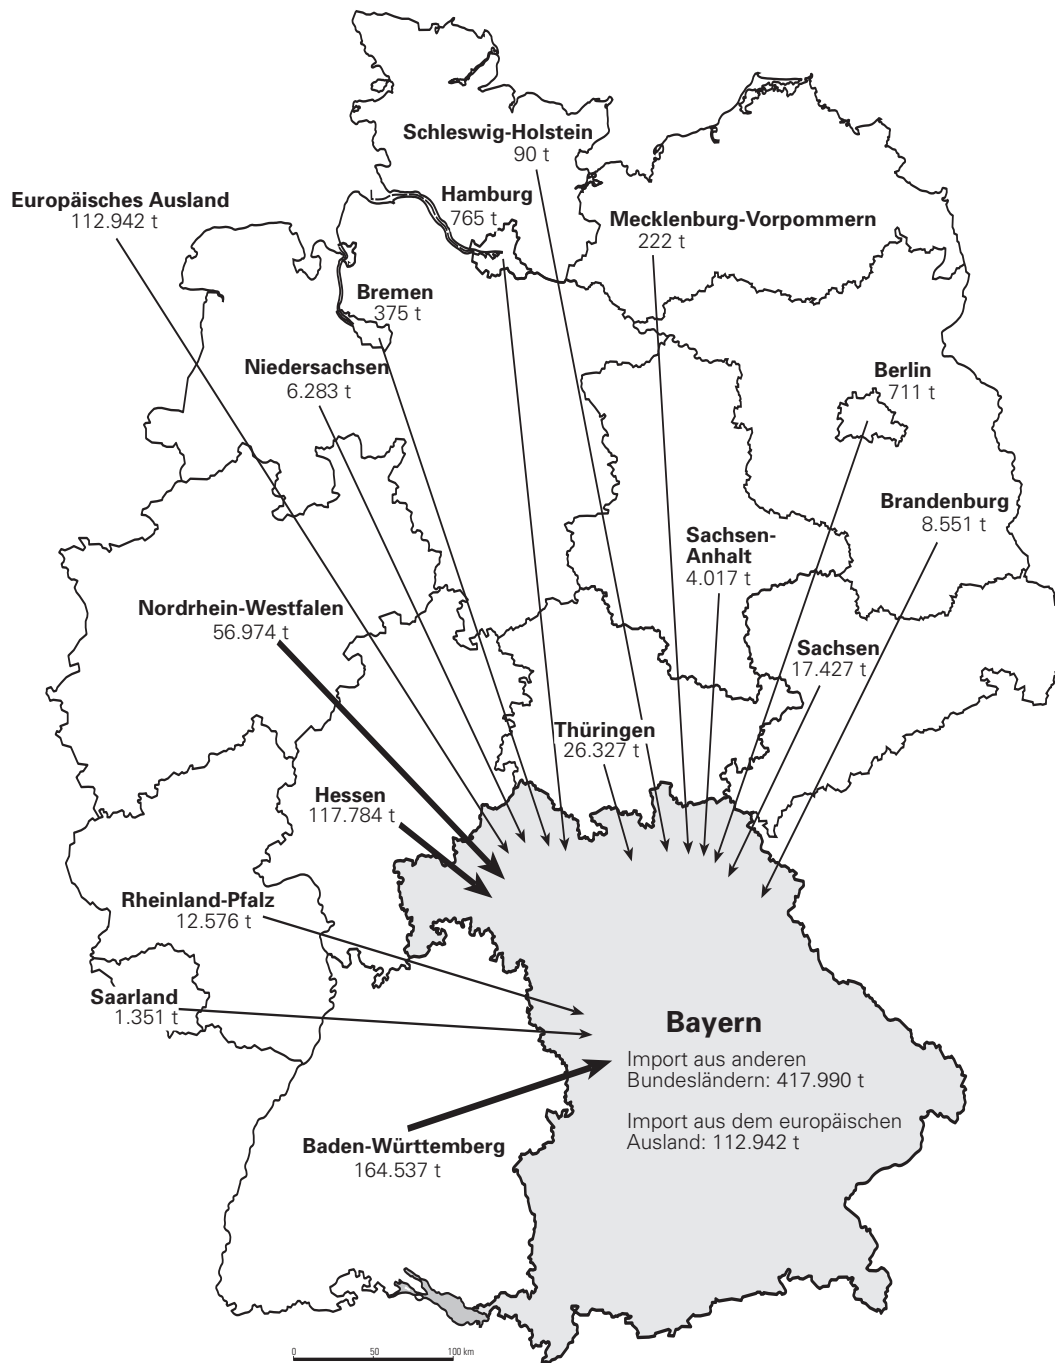 Schleswig-Holstein
90 t
Europäisches Ausland
112.942 t
Hamburg
765 t
Mecklenburg-Vorpommern
222 t
Bremen
375 t
Niedersachsen
6.283 t
Berlin
711 t
Brandenburg
8.551 t
Sachsen-
Anhalt
4.017 t
Nordrhein-Westfalen
56.974 t
Sachsen
17.427 t
Thüringen
26.327 t
Hessen
117.784 t
Rheinland-Pfalz
12.576 t
Saarland
1.351 t
Bayern
Import aus anderen
Bundesländern: 417.990 t
Import aus dem europäischen
Ausland: 112.942 t
Baden-Württemberg
164.537 t
0 50 100 km